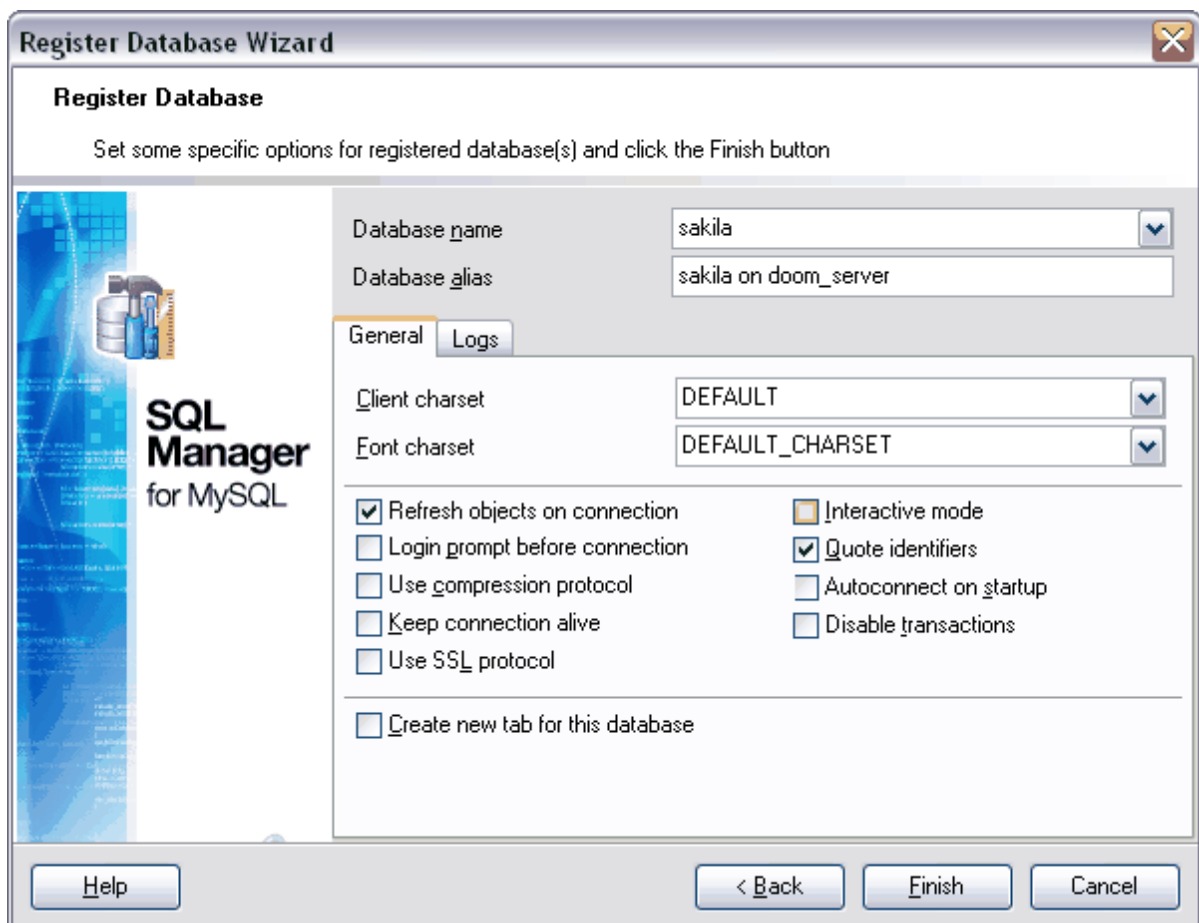 Register Database Wizard
Register Database
Set some specific options for registered database(s) and click the Finish button
Database name
sakila
Database alias
sakila on doom_server
General
Logs
Client charset
DEFAULT
Font charset
DEFAULT_CHARSET
SQL
Manager
for MySQL
Refresh objects on connection
Interactive mode
Login prompt before connection
Quote identifiers
Use compression protocol
Autoconnect on startup
Keep connection alive
Disable transactions
Use SSL protocol
Create new tab for this database
Help
< Back
Finish
Cancel